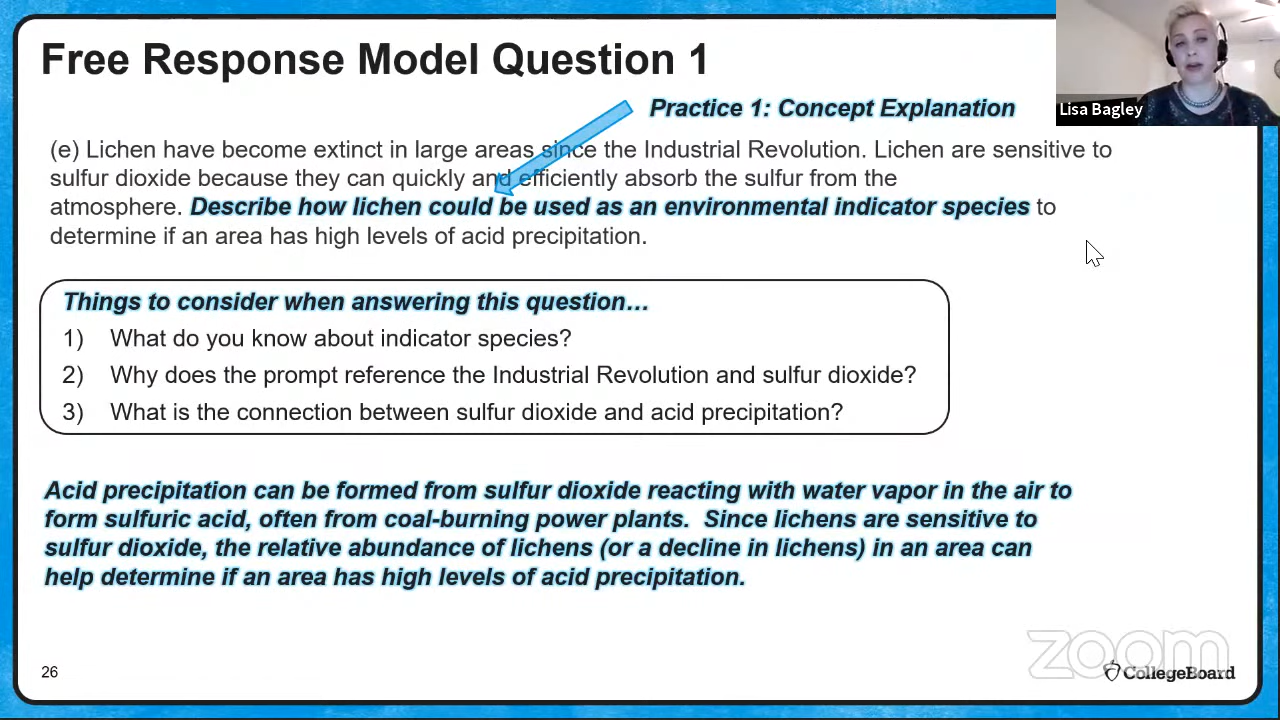 Free Response Model Question 1
Practice 1: Concept Explanation
Lisa Bagley
(e) Lichen have become extinct in large areas since the Industrial Revolution. Lichen are sensitive to
sulfur dioxide because they can quickly and efficiently absorb the sulfur from the
atmosphere. Describe how lichen could be used as an environmental indicator species to
determine if an area has high levels of acid precipitation.
Things to consider when answering this question…
1) What do you know about indicator species?
2) Why does the prompt reference the Industrial Revolution and sulfur dioxide?
3) What is the connection between sulfur dioxide and acid precipitation?
Acid precipitation can be formed from sulfur dioxide reacting with water vapor in the air to
form sulfuric acid, often from coal-burning power plants. Since lichens are sensitive to
sulfur dioxide, the relative abundance of lichens (or a decline in lichens) in an area can
help determine if an area has high levels of acid precipitation.
zoom
26
CollegeBoard